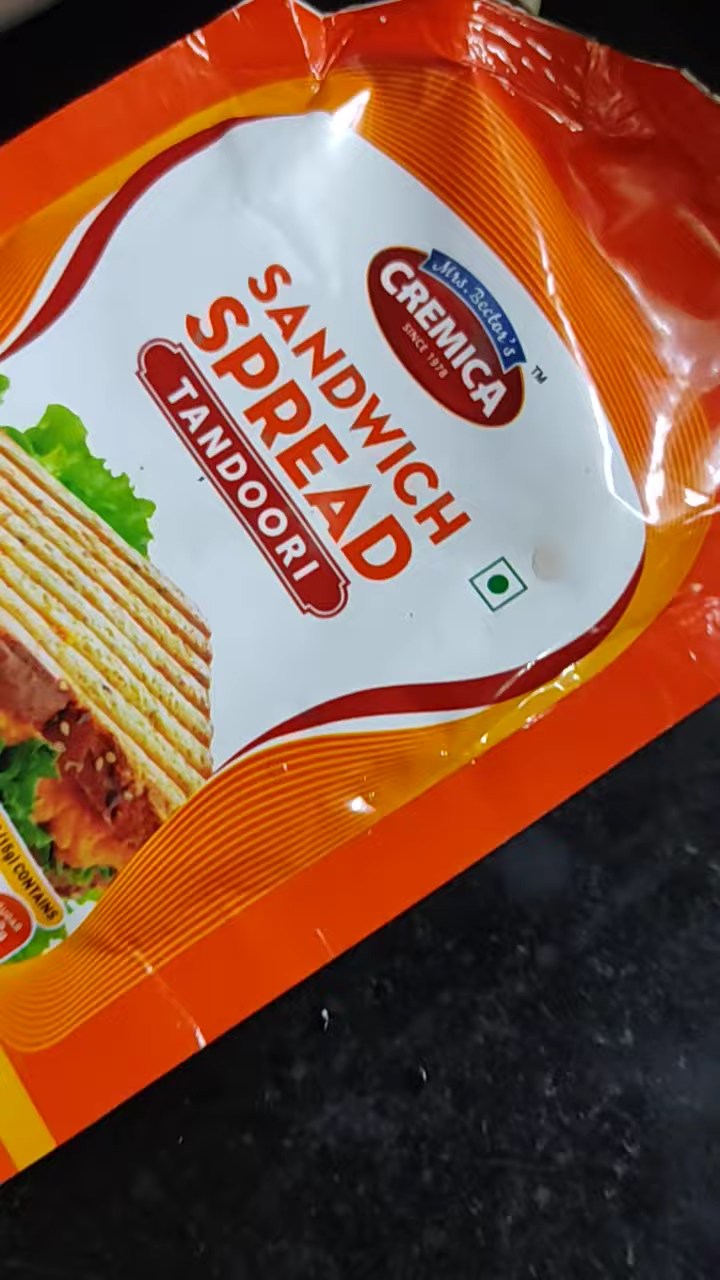 Mrs. Bector's
CREMICA
SINCE 1978
TM
SANDWICH
SPREAD
TANDOORI
CONTAINS